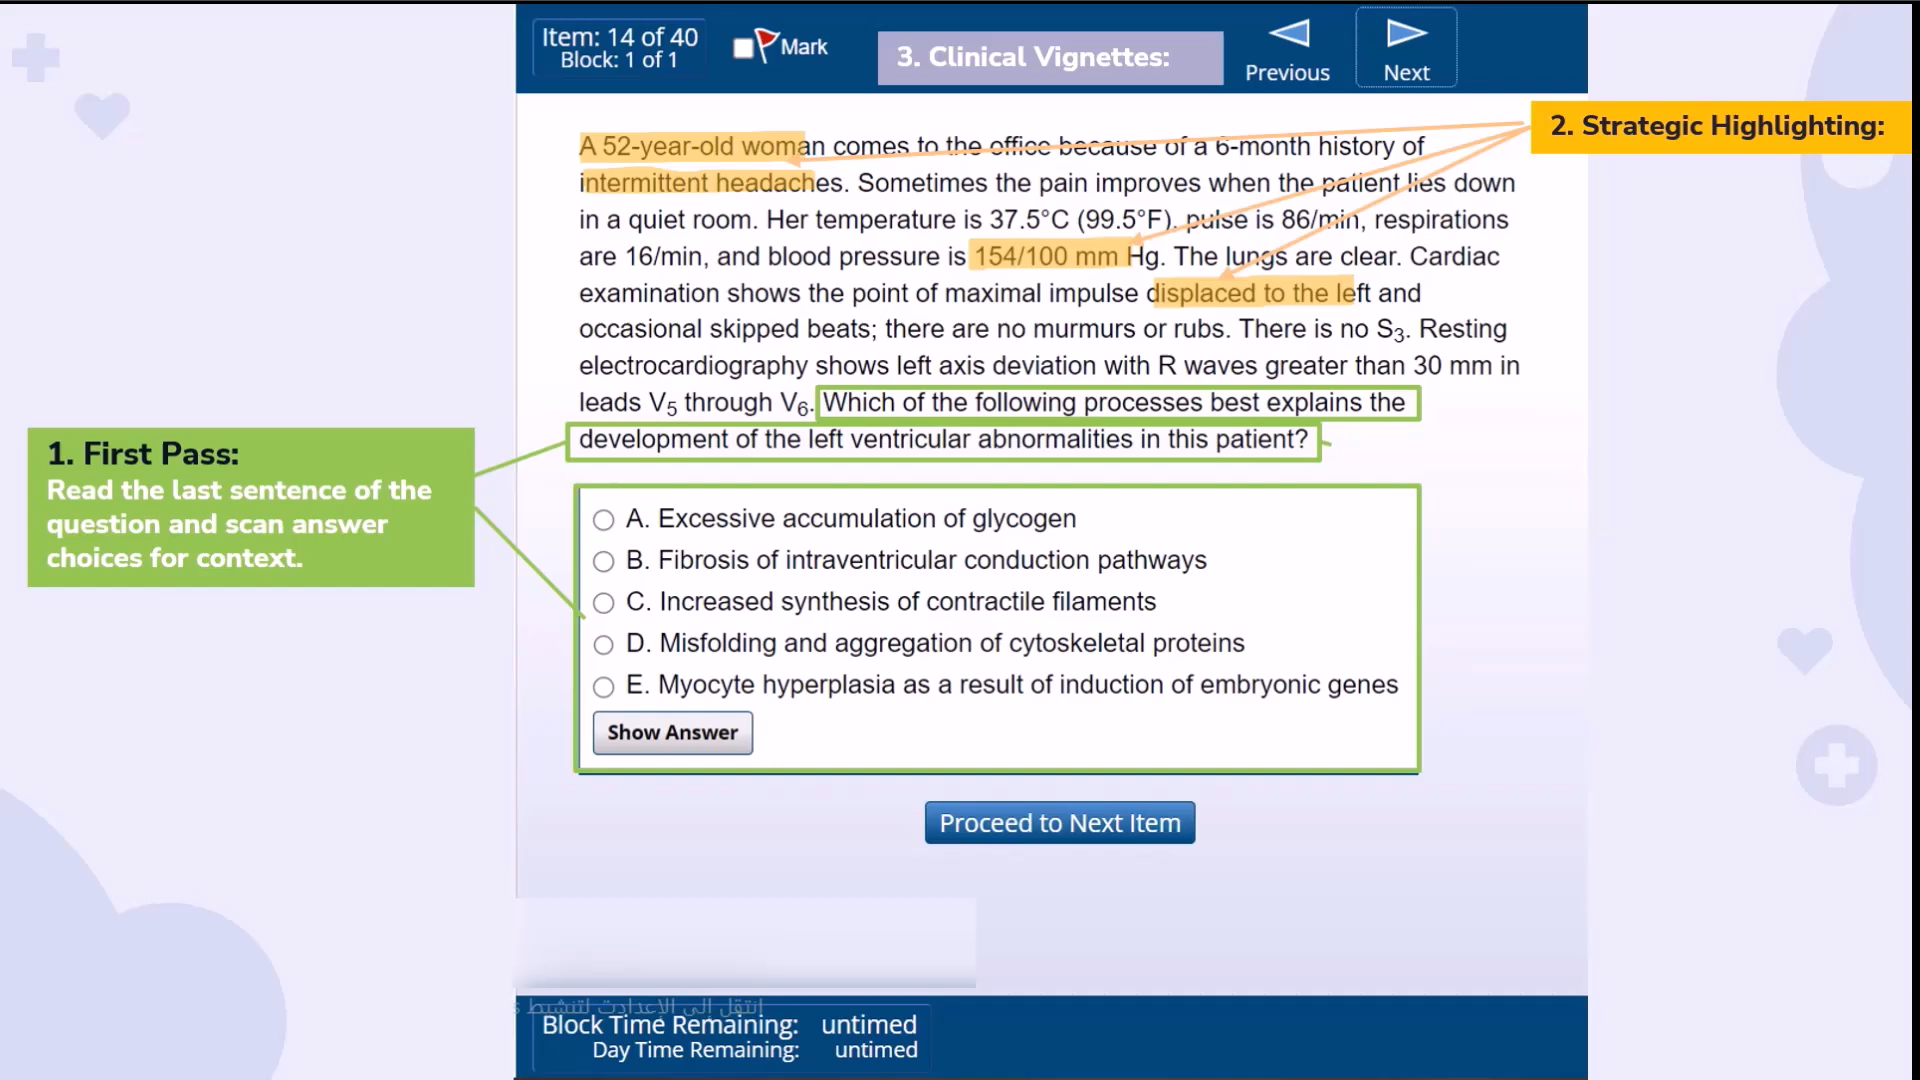 Item: 14 of 40
Block: 1 of 1
Mark
3. Clinical Vignettes:
Previous
Next
2. Strategic Highlighting:
A 52-year-old woman comes to the office because of a 6-month history of
intermittent headaches. Sometimes the pain improves when the patient lies down
in a quiet room. Her temperature is 37.5°C (99.5°F), pulse is 86/min, respirations
are 16/min, and blood pressure is 154/100 mm Hg. The lungs are clear. Cardiac
examination shows the point of maximal impulse displaced to the left and
occasional skipped beats; there are no murmurs or rubs. There is no S3. Resting
electrocardiography shows left axis deviation with R waves greater than 30 mm in
leads V5 through V6. Which of the following processes best explains the
development of the left ventricular abnormalities in this patient?
1. First Pass:
Read the last sentence of the
question and scan answer
choices for context.
A. Excessive accumulation of glycogen
B. Fibrosis of intraventricular conduction pathways
C. Increased synthesis of contractile filaments
D. Misfolding and aggregation of cytoskeletal proteins
E. Myocyte hyperplasia as a result of induction of embryonic genes
Show Answer
Proceed to Next Item
انتقل إلى الإعدادت لتنشيط
Block Time Remaining: untimed
Day Time Remaining: untimed